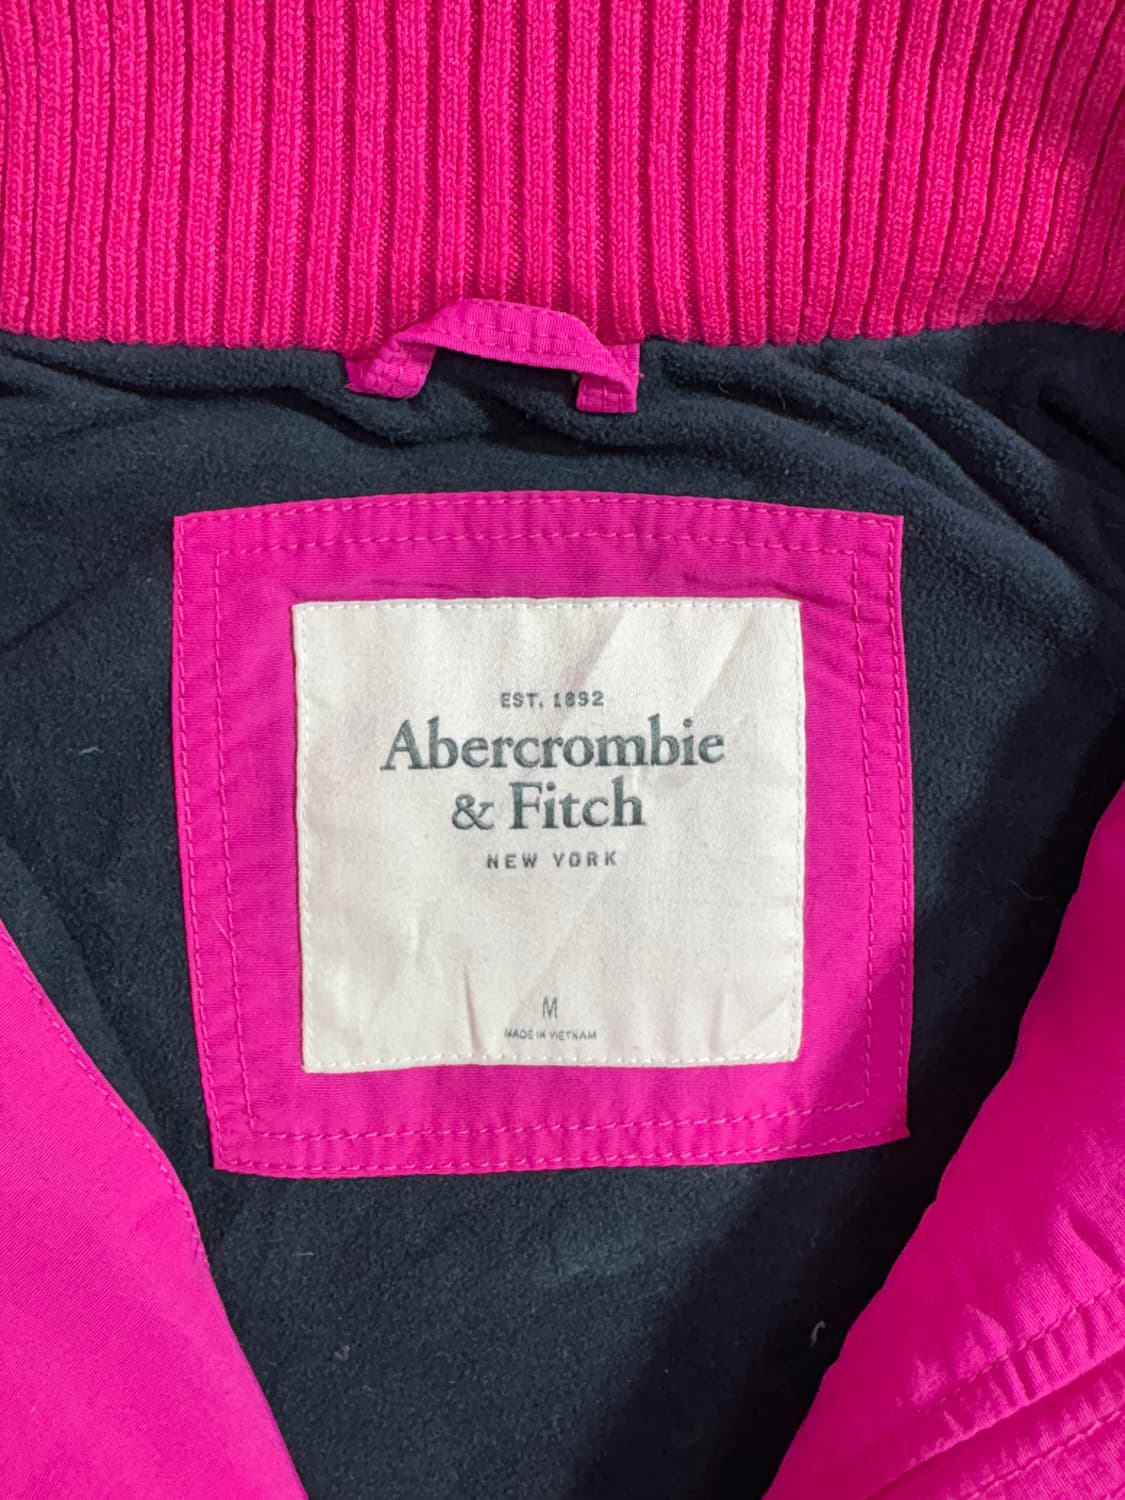 EST. 1892
Abercrombie
& Fitch
NEW YORK
M
MADE IN VIETNAM